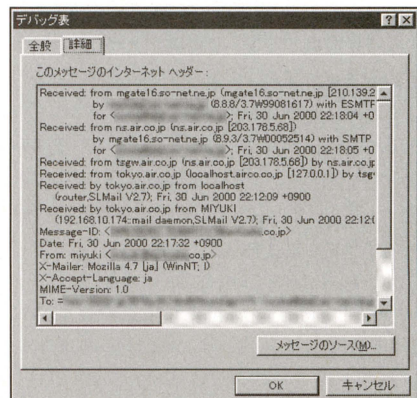 デバッグ表
全般
詳細
このメッセージのインターネット ヘッダー:
Received: from mgate16.so-net.ne.jp (mgate16.so-net.ne.jp [210.139.2
by (8.8.8/3.7W99081617) with ESMTP
for < >; Fri, 30 Jun 2000 22:18:04 +0
Received: from ns.air.co.jp (ns.air.co.jp [203.178.5.68])
by mgate16.so-net.ne.jp (8.9.3/3.7W00052514) with SMTP
for < >; Fri, 30 Jun 2000 22:18:05 +0
Received: from tsgw.air.co.jp (ns.air.co.jp [203.178.5.68]) by ns.air.co.jp
Received: from tokyo.air.co.jp (localhost.airco.co.jp [127.0.0.1]) by tsg
Received: by tokyo.air.co.jp from localhost
(router,SLMail V2.7); Fri, 30 Jun 2000 22:12:09 +0900
Received: by tokyo.air.co.jp from MIYUKI
(192.168.10.174::mail daemon,SLMail V2.7); Fri, 30 Jun 2000 22:12:0
Message-ID: < co.jp>
Date: Fri, 30 Jun 2000 22:17:32 +0900
From: miyuki < co.jp>
X-Mailer: Mozilla 4.7 [ja] (WinNT; I)
X-Accept-Language: ja
MIME-Version: 1.0
To: =
メッセージのソース(M)...
OK
キャンセル